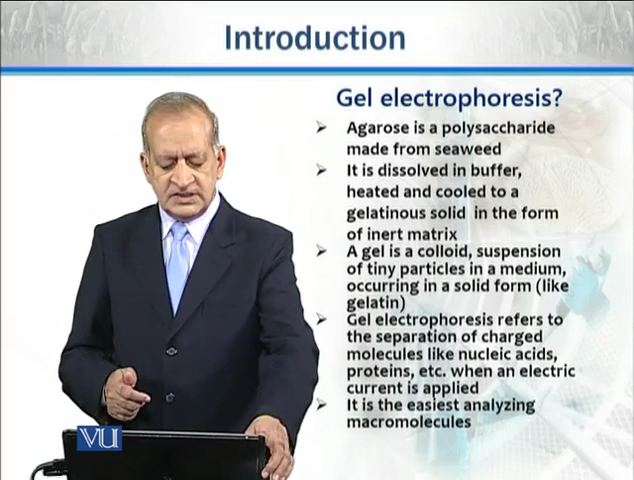 Introduction
Gel electrophoresis?
➢ Agarose is a polysaccharide
made from seaweed
➢ It is dissolved in buffer,
heated and cooled to a
gelatinous solid in the form
of inert matrix
➢ A gel is a colloid, suspension
of tiny particles in a medium,
occurring in a solid form (like
gelatin)
➢ Gel electrophoresis refers to
the separation of charged
molecules like nucleic acids,
proteins, etc. when an electric
current is applied
➢ It is the easiest analyzing
macromolecules
VU